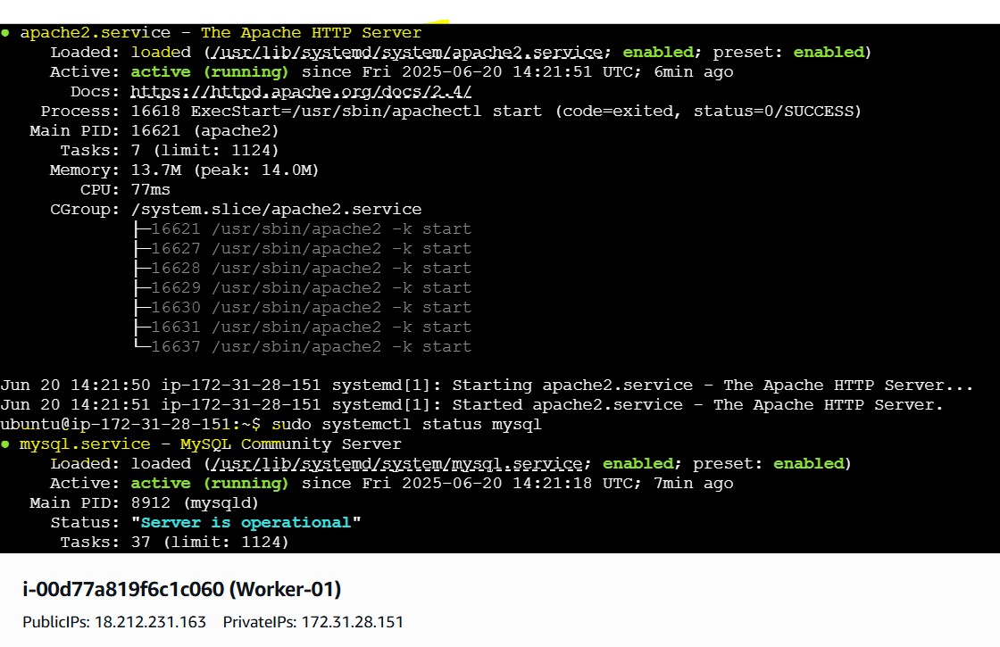 ● apache2.service - The Apache HTTP Server
Loaded: loaded (/usr/lib/systemd/system/apache2.service; enabled; preset: enabled)
Active: active (running) since Fri 2025-06-20 14:21:51 UTC; 6min ago
Docs: https://httpd.apache.org/docs/2.4/
Process: 16618 ExecStart=/usr/sbin/apachectl start (code=exited, status=0/SUCCESS)
Main PID: 16621 (apache2)
Tasks: 7 (limit: 1124)
Memory: 13.7M (peak: 14.0M)
CPU: 77ms
CGroup: /system.slice/apache2.service
├─16621 /usr/sbin/apache2 -k start
├─16627 /usr/sbin/apache2 -k start
├─16628 /usr/sbin/apache2 -k start
├─16629 /usr/sbin/apache2 -k start
├─16630 /usr/sbin/apache2 -k start
├─16631 /usr/sbin/apache2 -k start
└─16637 /usr/sbin/apache2 -k start
Jun 20 14:21:50 ip-172-31-28-151 systemd[1]: Starting apache2.service - The Apache HTTP Server...
Jun 20 14:21:51 ip-172-31-28-151 systemd[1]: Started apache2.service - The Apache HTTP Server.
ubuntu@ip-172-31-28-151:~$ sudo systemctl status mysql
● mysql.service - MySQL Community Server
Loaded: loaded (/usr/lib/systemd/system/mysql.service; enabled; preset: enabled)
Active: active (running) since Fri 2025-06-20 14:21:18 UTC; 7min ago
Main PID: 8912 (mysqld)
Status: "Server is operational"
Tasks: 37 (limit: 1124)
i-00d77a819f6c1c060 (Worker-01)
PublicIPs: 18.212.231.163 PrivateIPs: 172.31.28.151